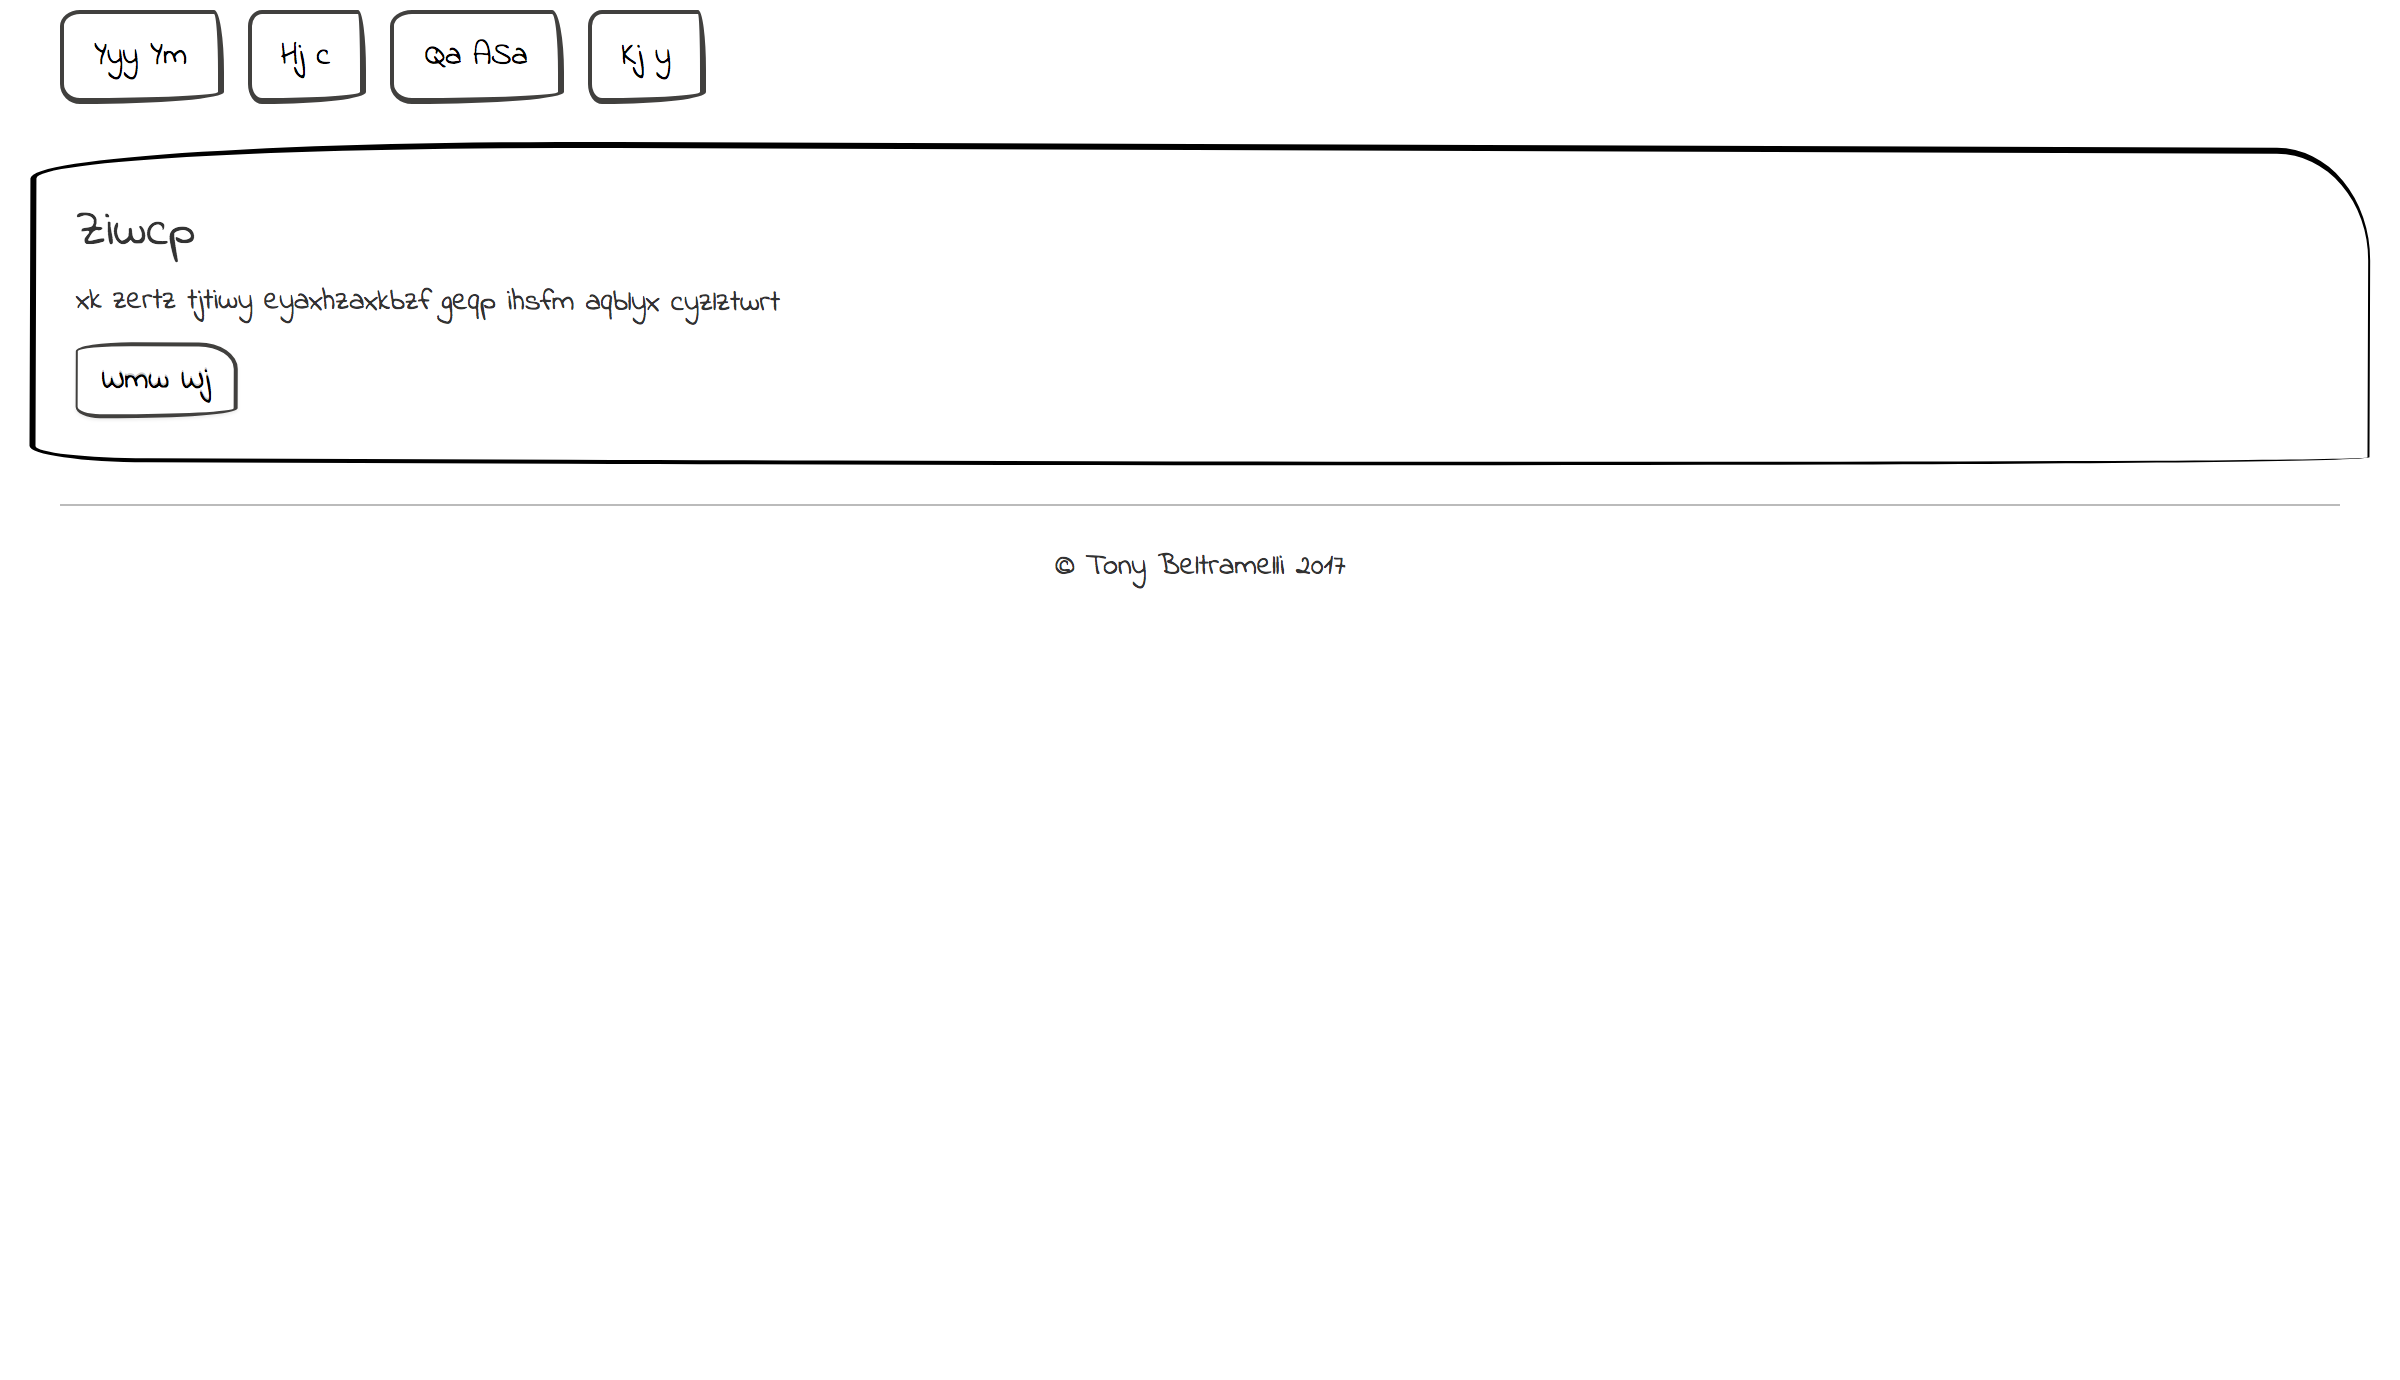 Yyy Ym
Hj c
Qa ASa
Kj y
Ziwcp
xk zertz tjtiwy eyaxhzaxkbzf geqp ihsfm aqblyx cyzlztwrt
Wmw Wj
© Tony Beltramelli 2017